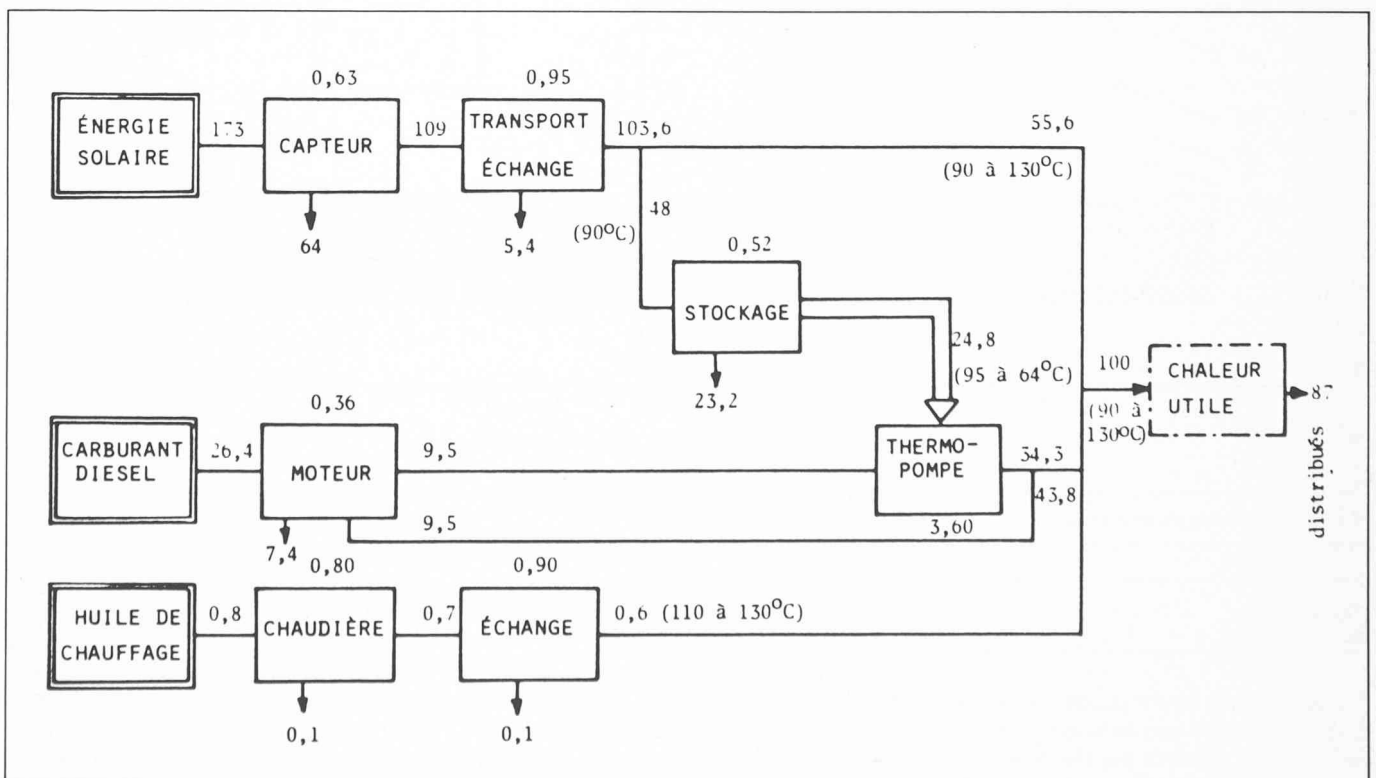 0,63
0,95
ÉNERGIE
SOLAIRE
173
CAPTEUR
109
TRANSPORT
ÉCHANGE
103,6
55,6
(90 à 130°C)
64
5,4
48
(90°C)
0,52
STOCKAGE
24,8
(95 à 64°C)
23,2
100
(90 à
130°C)
CHALEUR
UTILE
87
distribués
0,36
CARBURANT
DIESEL
26,4
MOTEUR
9,5
THERMO-
POMPE
34,3
43,8
9,5
3,60
7,4
0,80
0,90
HUILE DE
CHAUFFAGE
0,8
CHAUDIÈRE
0,7
ÉCHANGE
0,6 (110 à 130°C)
0,1
0,1